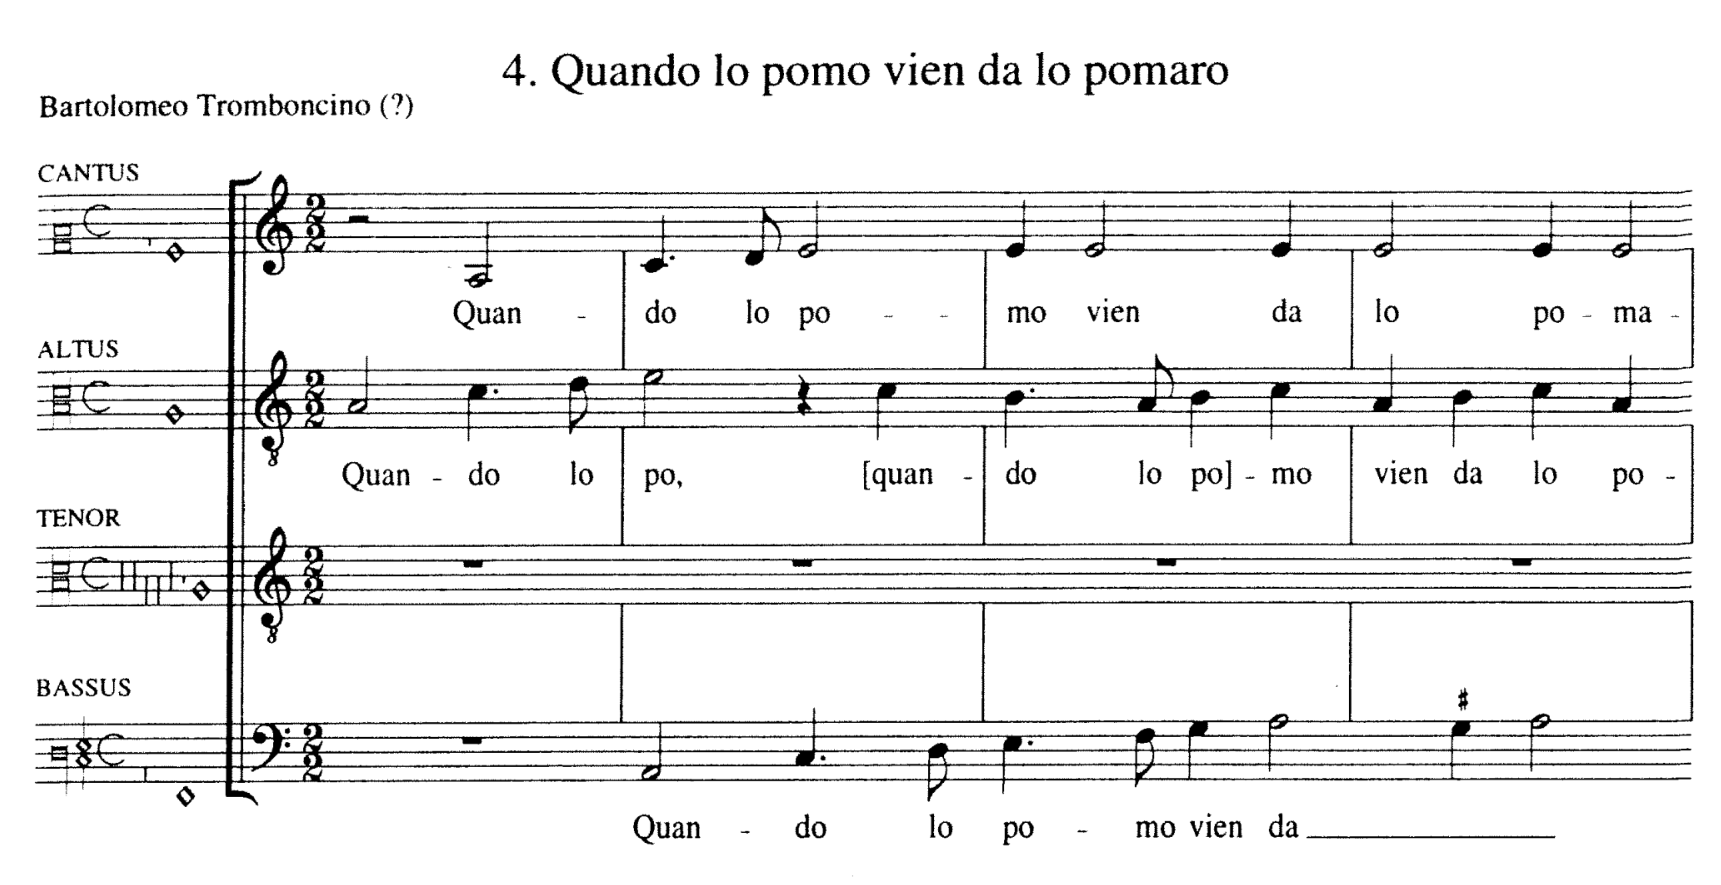 4. Quando lo pomo vien da lo pomaro
Bartolomeo Tromboncino (?)
CANTUS
Quan - do lo po - - mo vien da lo po - ma -
ALTUS
Quan - do lo po, [quan - do lo po] - mo vien da lo po -
TENOR
BASSUS
Quan - do lo po - mo vien da